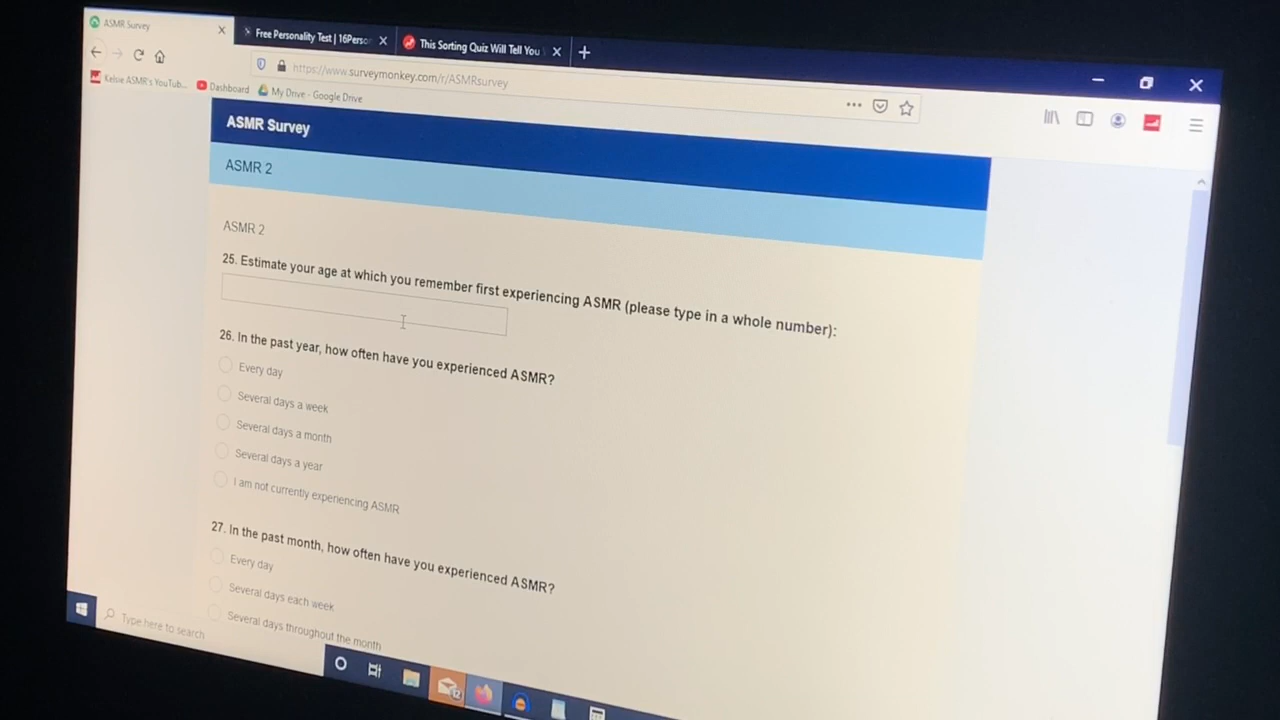 ASMR Survey
Free Personality Test | 16Perso
This Sorting Quiz Will Tell You
https://www.surveymonkey.com/r/ASMRsurvey
Kelsie ASMR's YouTub...
Dashboard
My Drive - Google Drive
ASMR Survey
ASMR 2
ASMR 2
25. Estimate your age at which you remember first experiencing ASMR (please type in a whole number):
26. In the past year, how often have you experienced ASMR?
Every day
Several days a week
Several days a month
Several days a year
I am not currently experiencing ASMR
27. In the past month, how often have you experienced ASMR?
Every day
Several days each week
Several days throughout the month
Type here to search
12